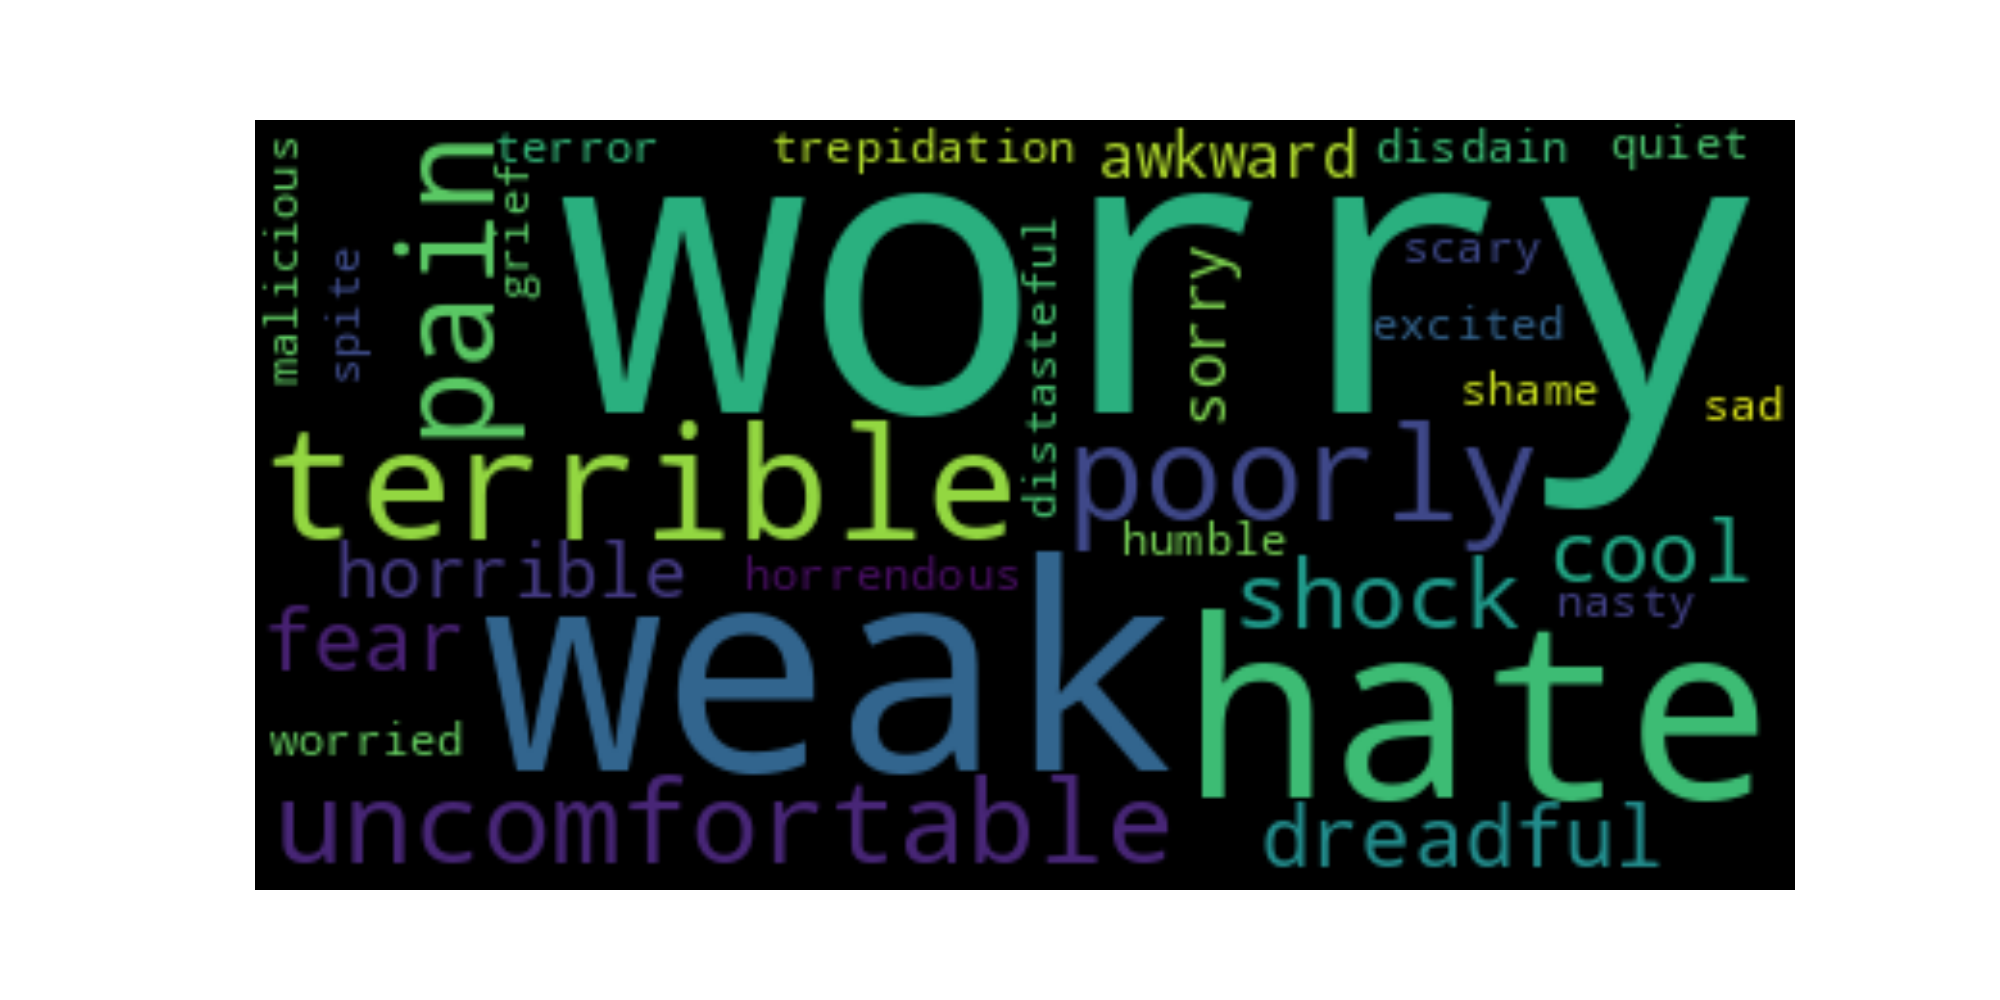 malicious
spite
pain
terror
grief
trepidation
awkward
disdain
quiet
worry
distasteful
sorry
scary
excited
shame
sad
terrible
poorly
humble
horrible
horrendous
cool
shock
nasty
fear
weak
hate
worried
uncomfortable
dreadful